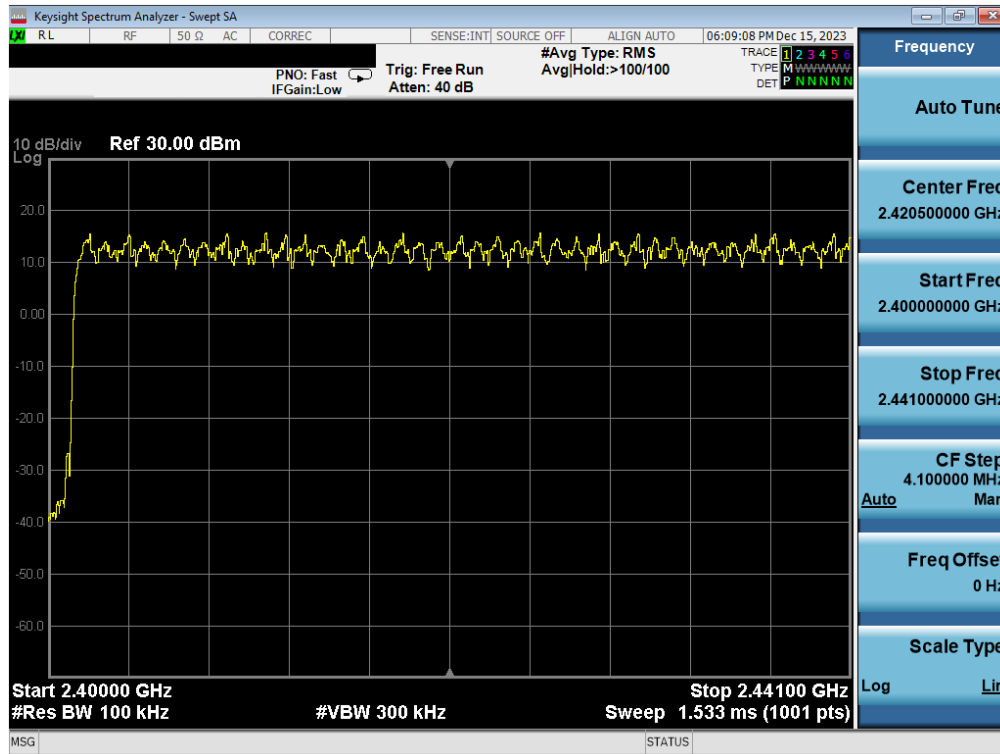 Keysight Spectrum Analyzer - Swept SA
LXI RL RF 50 Ω AC CORREC SENSE:INT SOURCE OFF ALIGN AUTO 06:09:08 PM Dec 15, 2023
#Avg Type: RMS
TRACE 1 2 3 4 5 6
PNO: Fast
Trig: Free Run
Avg|Hold:>100/100
TYPE M WWWWW
IFGain:Low
Atten: 40 dB
DET P N N N N N
10 dB/div
Ref 30.00 dBm
Log
20.0
10.0
0.00
-10.0
-20.0
-30.0
-40.0
-50.0
-60.0
Start 2.40000 GHz
Stop 2.44100 GHz
#Res BW 100 kHz
#VBW 300 kHz
Sweep 1.533 ms (1001 pts)
MSG
STATUS
Frequency
Auto Tune
Center Freq
2.420500000 GHz
Start Freq
2.400000000 GHz
Stop Freq
2.441000000 GHz
CF Step
4.100000 MHz
Auto Man
Freq Offset
0 Hz
Scale Type
Log Lin